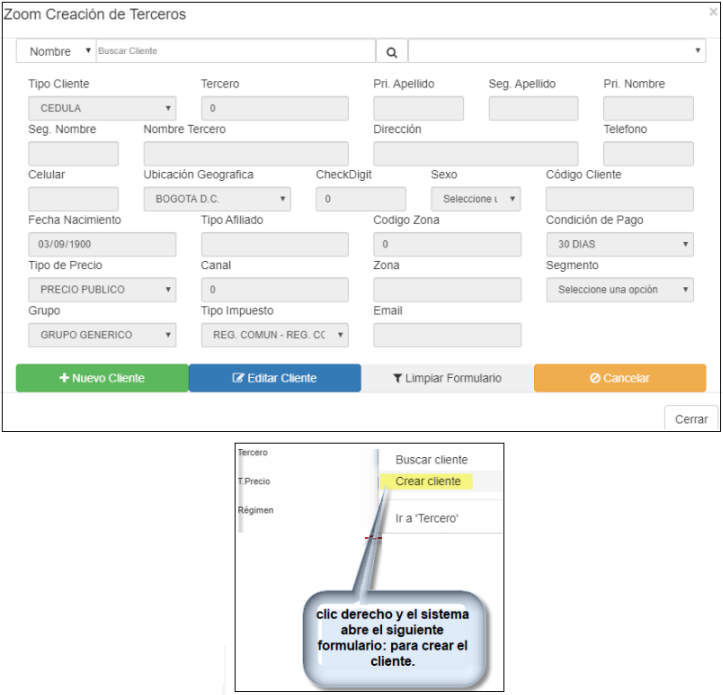 Zoom Creación de Terceros ×
Nombre Buscar Cliente
Tipo Cliente Tercero Pri. Apellido Seg. Apellido Pri. Nombre
CEDULA 0
Seg. Nombre Nombre Tercero Dirección Telefono
Celular Ubicación Geografica CheckDigit Sexo Código Cliente
BOGOTA D.C. 0 Seleccione u
Fecha Nacimiento Tipo Afiliado Codigo Zona Condición de Pago
03/09/1900 0 30 DIAS
Tipo de Precio Canal Zona Segmento
PRECIO PUBLICO 0 Seleccione una opción
Grupo Tipo Impuesto Email
GRUPO GENERICO REG. COMUN - REG. CC
Nuevo Cliente Editar Cliente Limpiar Formulario Cancelar
Cerrar
Tercero Buscar cliente
T.Precio Crear cliente
Régimen Ir a 'Tercero'
clic derecho y el sistema
abre el siguiente
formulario: para crear el
cliente.